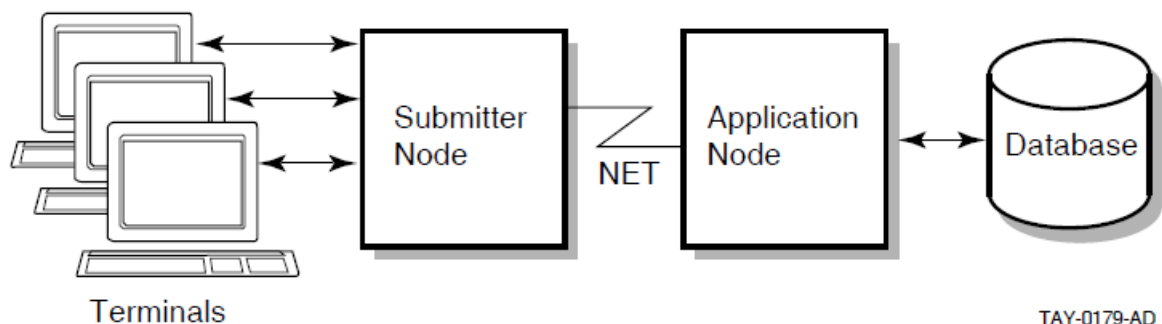 Submitter
Node
NET
Application
Node
Database
Terminals
TAY-0179-AD